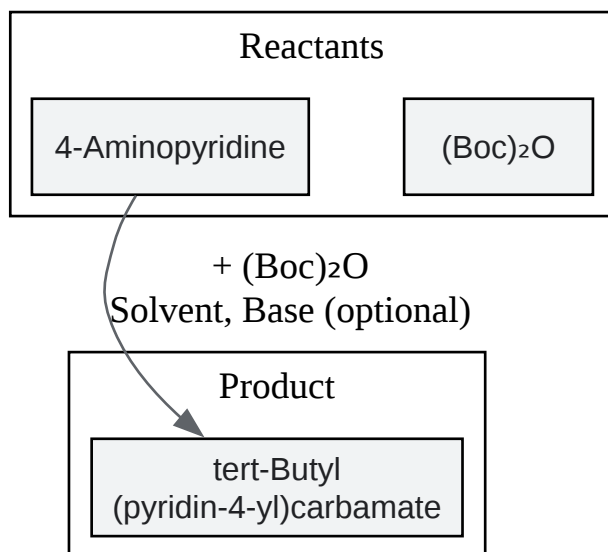 Reactants
4-Aminopyridine
(Boc)₂O
+ (Boc)₂O
Solvent, Base (optional)
Product
tert-Butyl
(pyridin-4-yl)carbamate